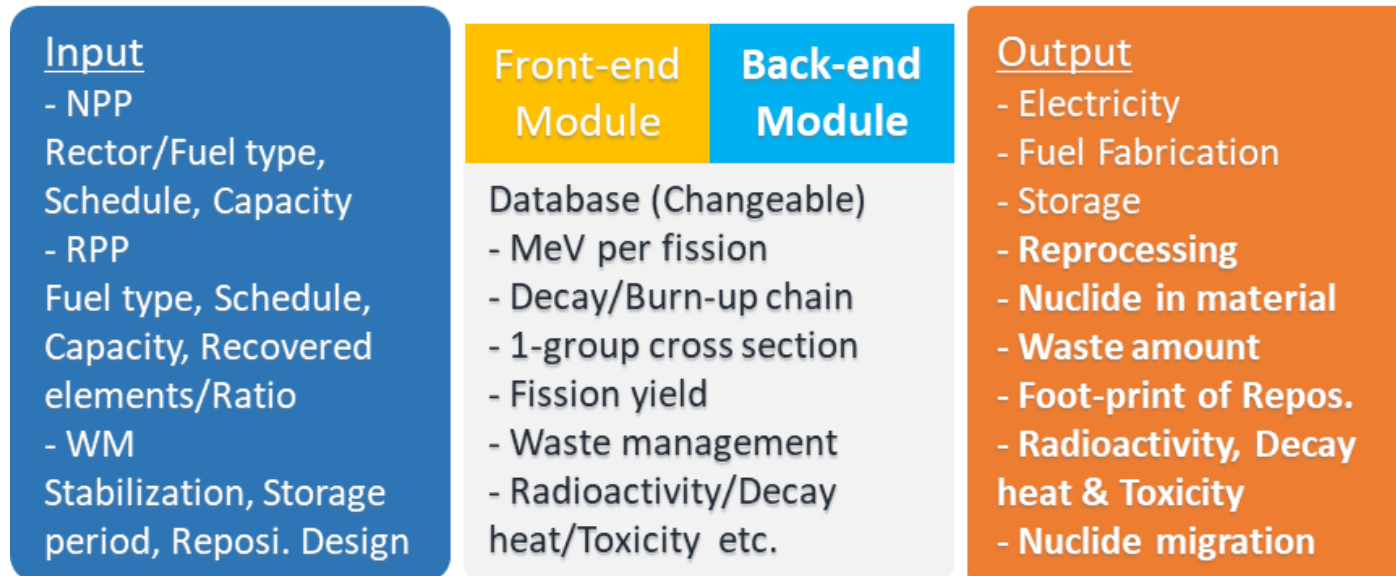 Input
- NPP
Rector/Fuel type,
Schedule, Capacity
- RPP
Fuel type, Schedule,
Capacity, Recovered
elements/Ratio
- WM
Stabilization, Storage
period, Reposi. Design
Front-end
Module
Back-end
Module
Database (Changeable)
- MeV per fission
- Decay/Burn-up chain
- 1-group cross section
- Fission yield
- Waste management
- Radioactivity/Decay
heat/Toxicity etc.
Output
- Electricity
- Fuel Fabrication
- Storage
- Reprocessing
- Nuclide in material
- Waste amount
- Foot-print of Repos.
- Radioactivity, Decay
heat & Toxicity
- Nuclide migration